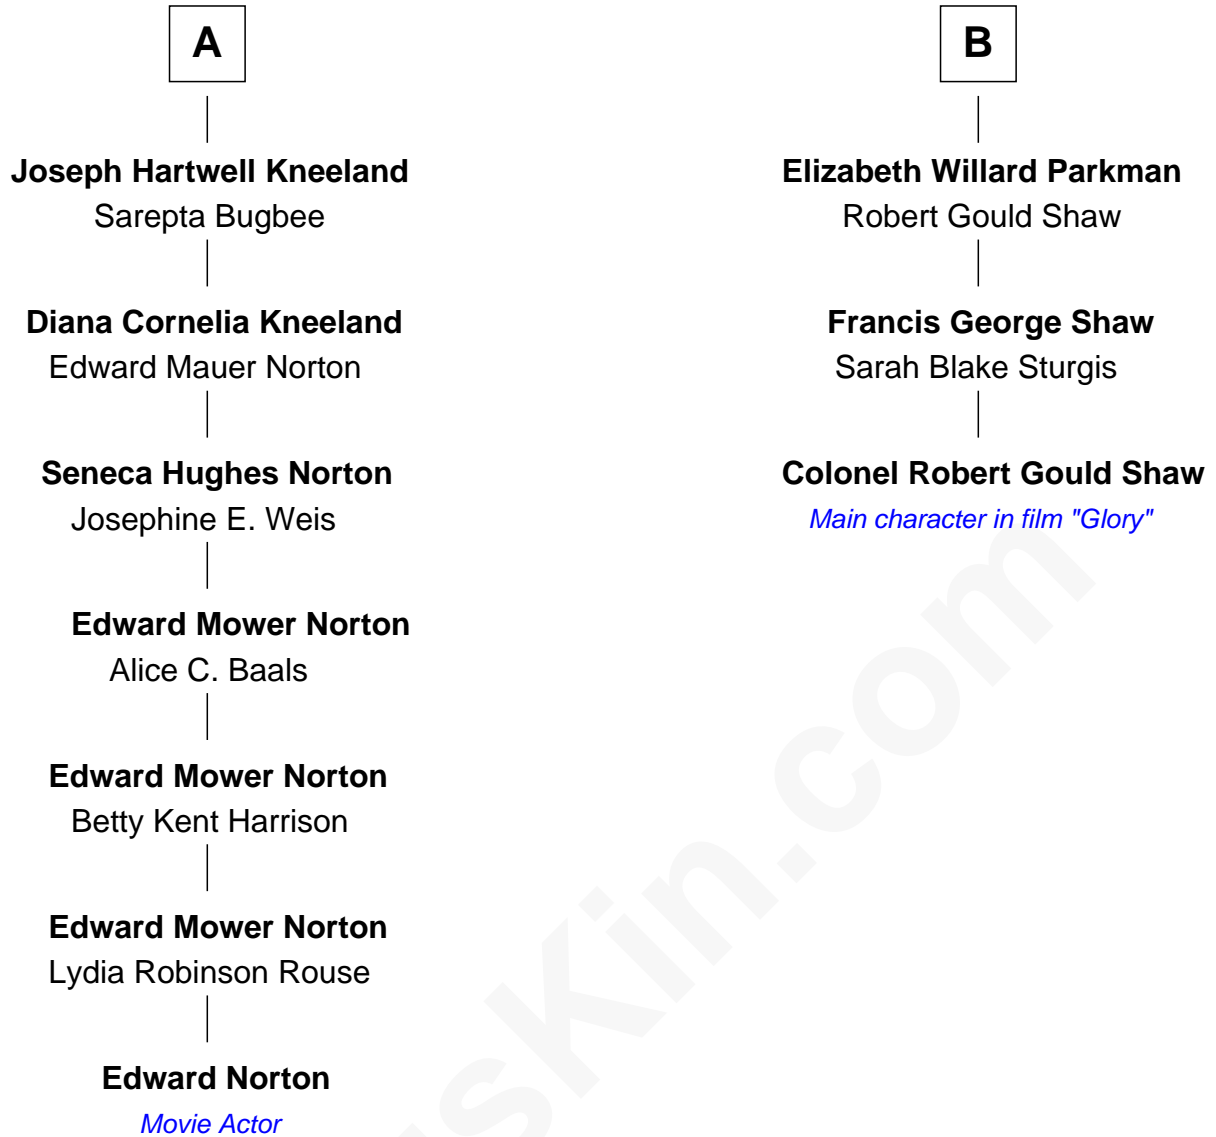 A
Joseph Hartwell Kneeland
Sarepta Bugbee
Diana Cornelia Kneeland
Edward Mauer Norton
Seneca Hughes Norton
Josephine E. Weis
Edward Mower Norton
Alice C. Baals
Edward Mower Norton
Betty Kent Harrison
Edward Mower Norton
Lydia Robinson Rouse
Edward Norton
Movie Actor
B
Elizabeth Willard Parkman
Robert Gould Shaw
Francis George Shaw
Sarah Blake Sturgis
Colonel Robert Gould Shaw
Main character in film "Glory"
sKin.com